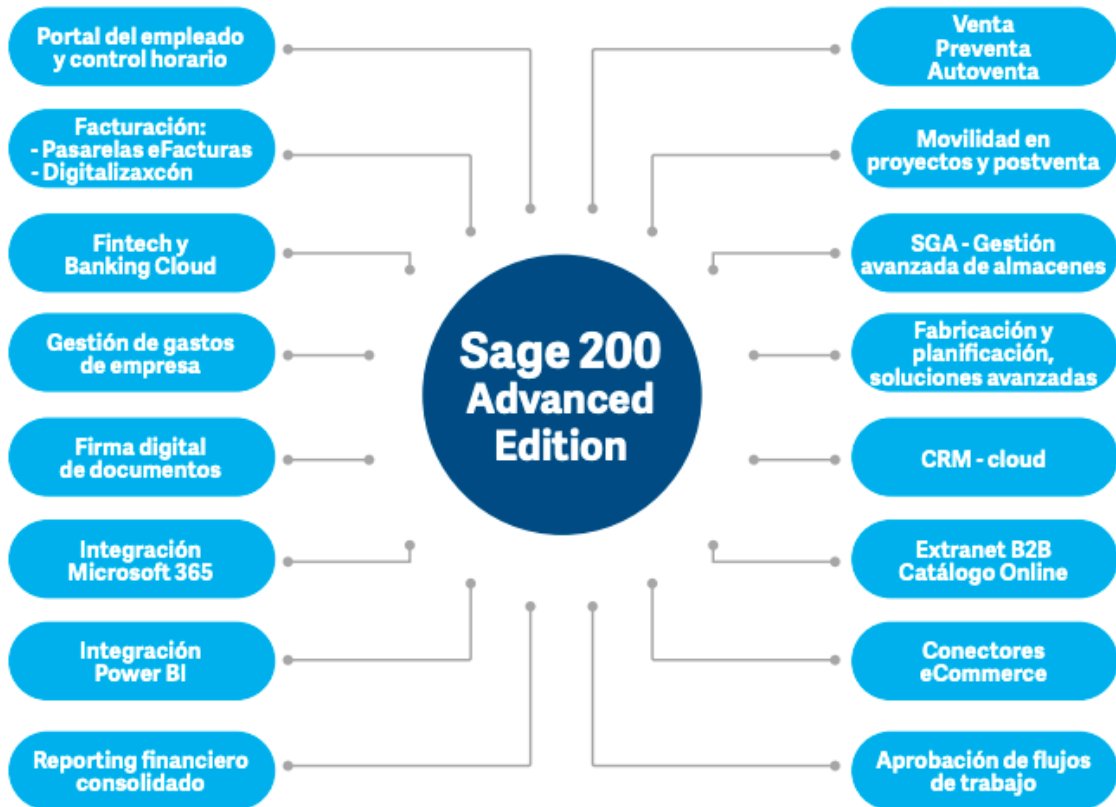 Portal del empleado
y control horario
Facturación:
- Pasarelas eFacturas
- Digitalizaxcón
Fintech y
Banking Cloud
Gestión de gastos
de empresa
Firma digital
de documentos
Integración
Microsoft 365
Integración
Power BI
Reporting financiero
consolidado
Sage 200
Advanced
Edition
Venta
Preventa
Autoventa
Movilidad en
proyectos y postventa
SGA - Gestión
avanzada de almacenes
Fabricación y
planificación,
soluciones avanzadas
CRM - cloud
Extranet B2B
Catálogo Online
Conectores
eCommerce
Aprobación de flujos
de trabajo